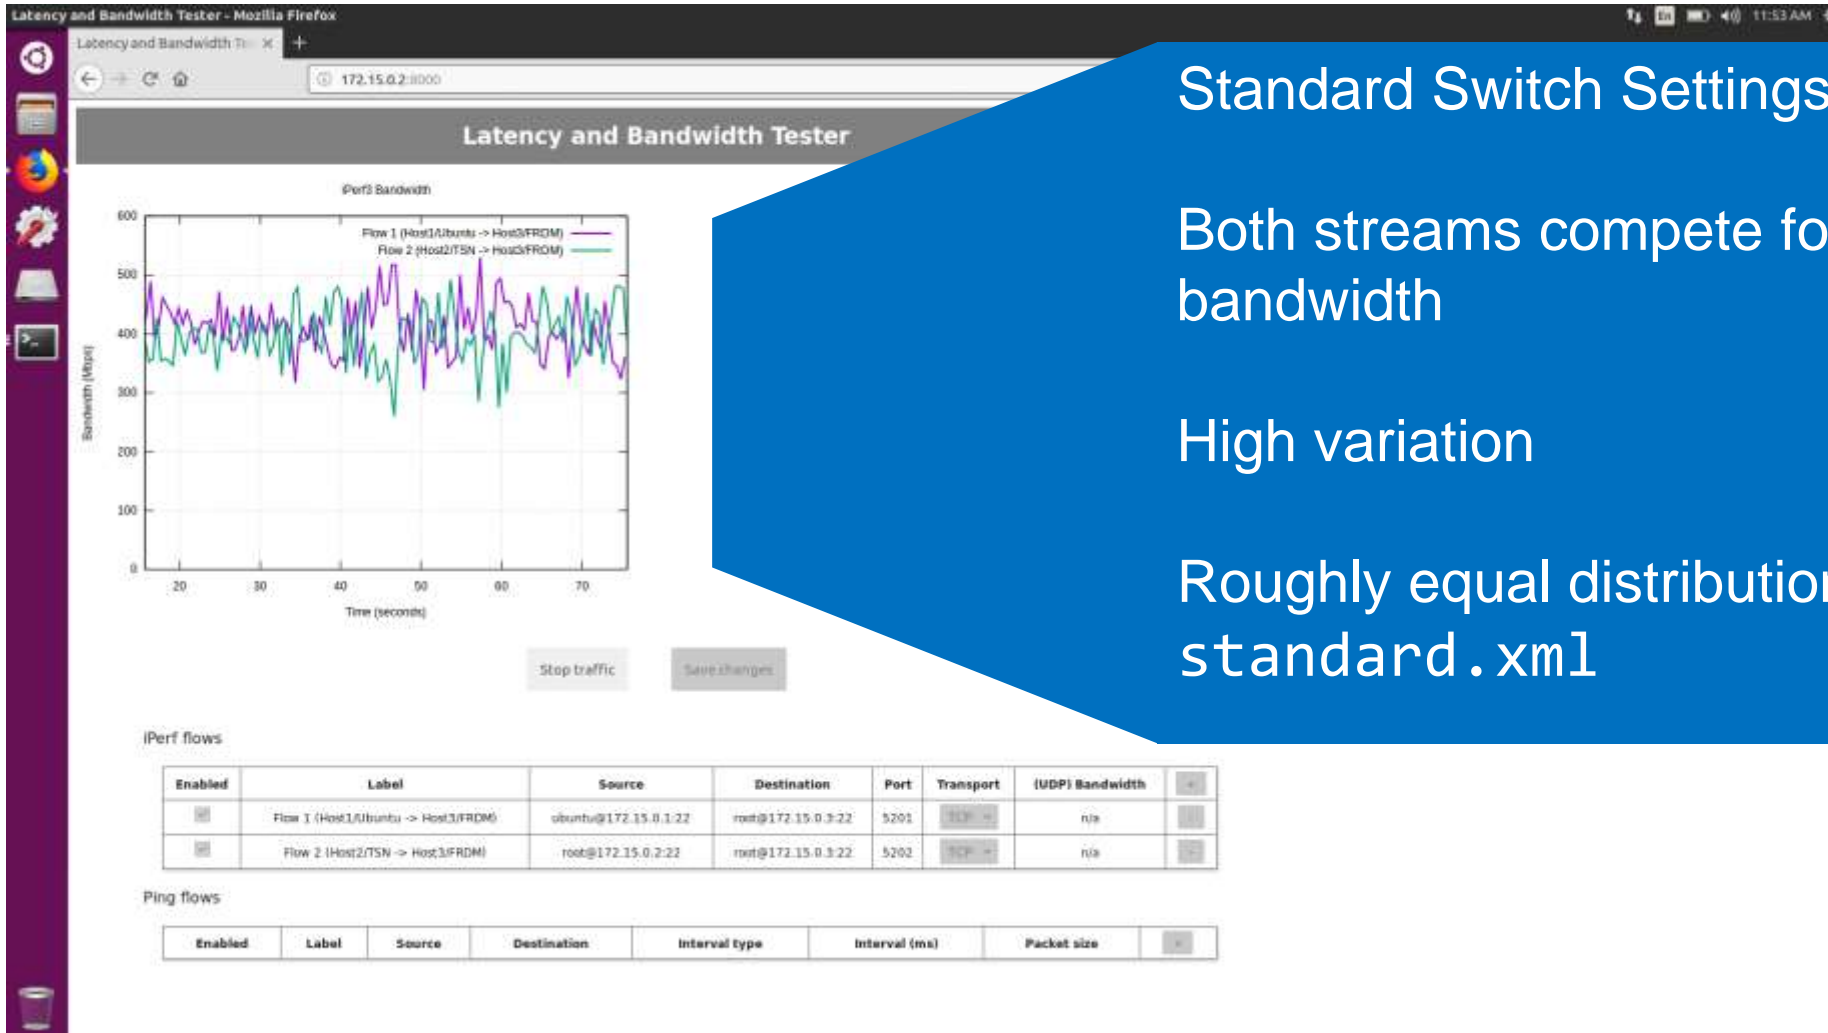 Latency and Bandwidth Tester - Mozilla Firefox
En
11:53 AM
Latency and Bandwidth Te
172.15.0.2:8000
Latency and Bandwidth Tester
iPerf3 Bandwidth
Flow 1 (Host1/Ubuntu -> Host3/FRDM)
Flow 2 (Host2/TSN -> Host3/FRDM)
600
500
400
300
200
100
0
Bandwidth (Mbps)
20 30 40 50 60 70
Time (seconds)
Stop traffic Save changes
Standard Switch Settings
Both streams compete fo
bandwidth
High variation
Roughly equal distribution
standard.xml
iPerf flows
Enabled Label Source Destination Port Transport (UDP) Bandwidth +
Flow 1 (Host1/Ubuntu -> Host3/FRDM) ubuntu@172.15.0.1:22 root@172.15.0.3:22 5201 TCP n/a -
Flow 2 (Host2/TSN -> Host3/FRDM) root@172.15.0.2:22 root@172.15.0.3:22 5202 TCP n/a -
Ping flows
Enabled Label Source Destination Interval type Interval (ms) Packet size +